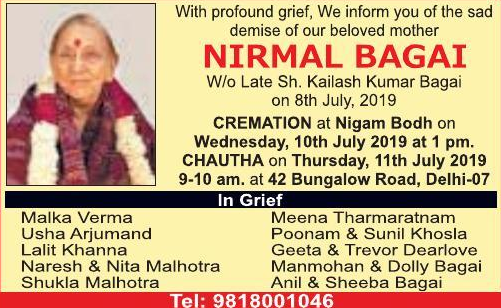 With profound grief, We inform you of the sad
demise of our beloved mother
NIRMAL BAGAI
W/o Late Sh. Kailash Kumar Bagai
on 8th July, 2019
CREMATION at Nigam Bodh on
Wednesday, 10th July 2019 at 1 pm.
CHAUTHA on Thursday, 11th July 2019
9-10 am. at 42 Bungalow Road, Delhi-07
In Grief
Malka Verma
Usha Arjumand
Lalit Khanna
Naresh & Nita Malhotra
Shukla Malhotra
Meena Tharmaratnam
Poonam & Sunil Khosla
Geeta & Trevor Dearlove
Manmohan & Dolly Bagai
Anil & Sheeba Bagai
Tel: 9818001046